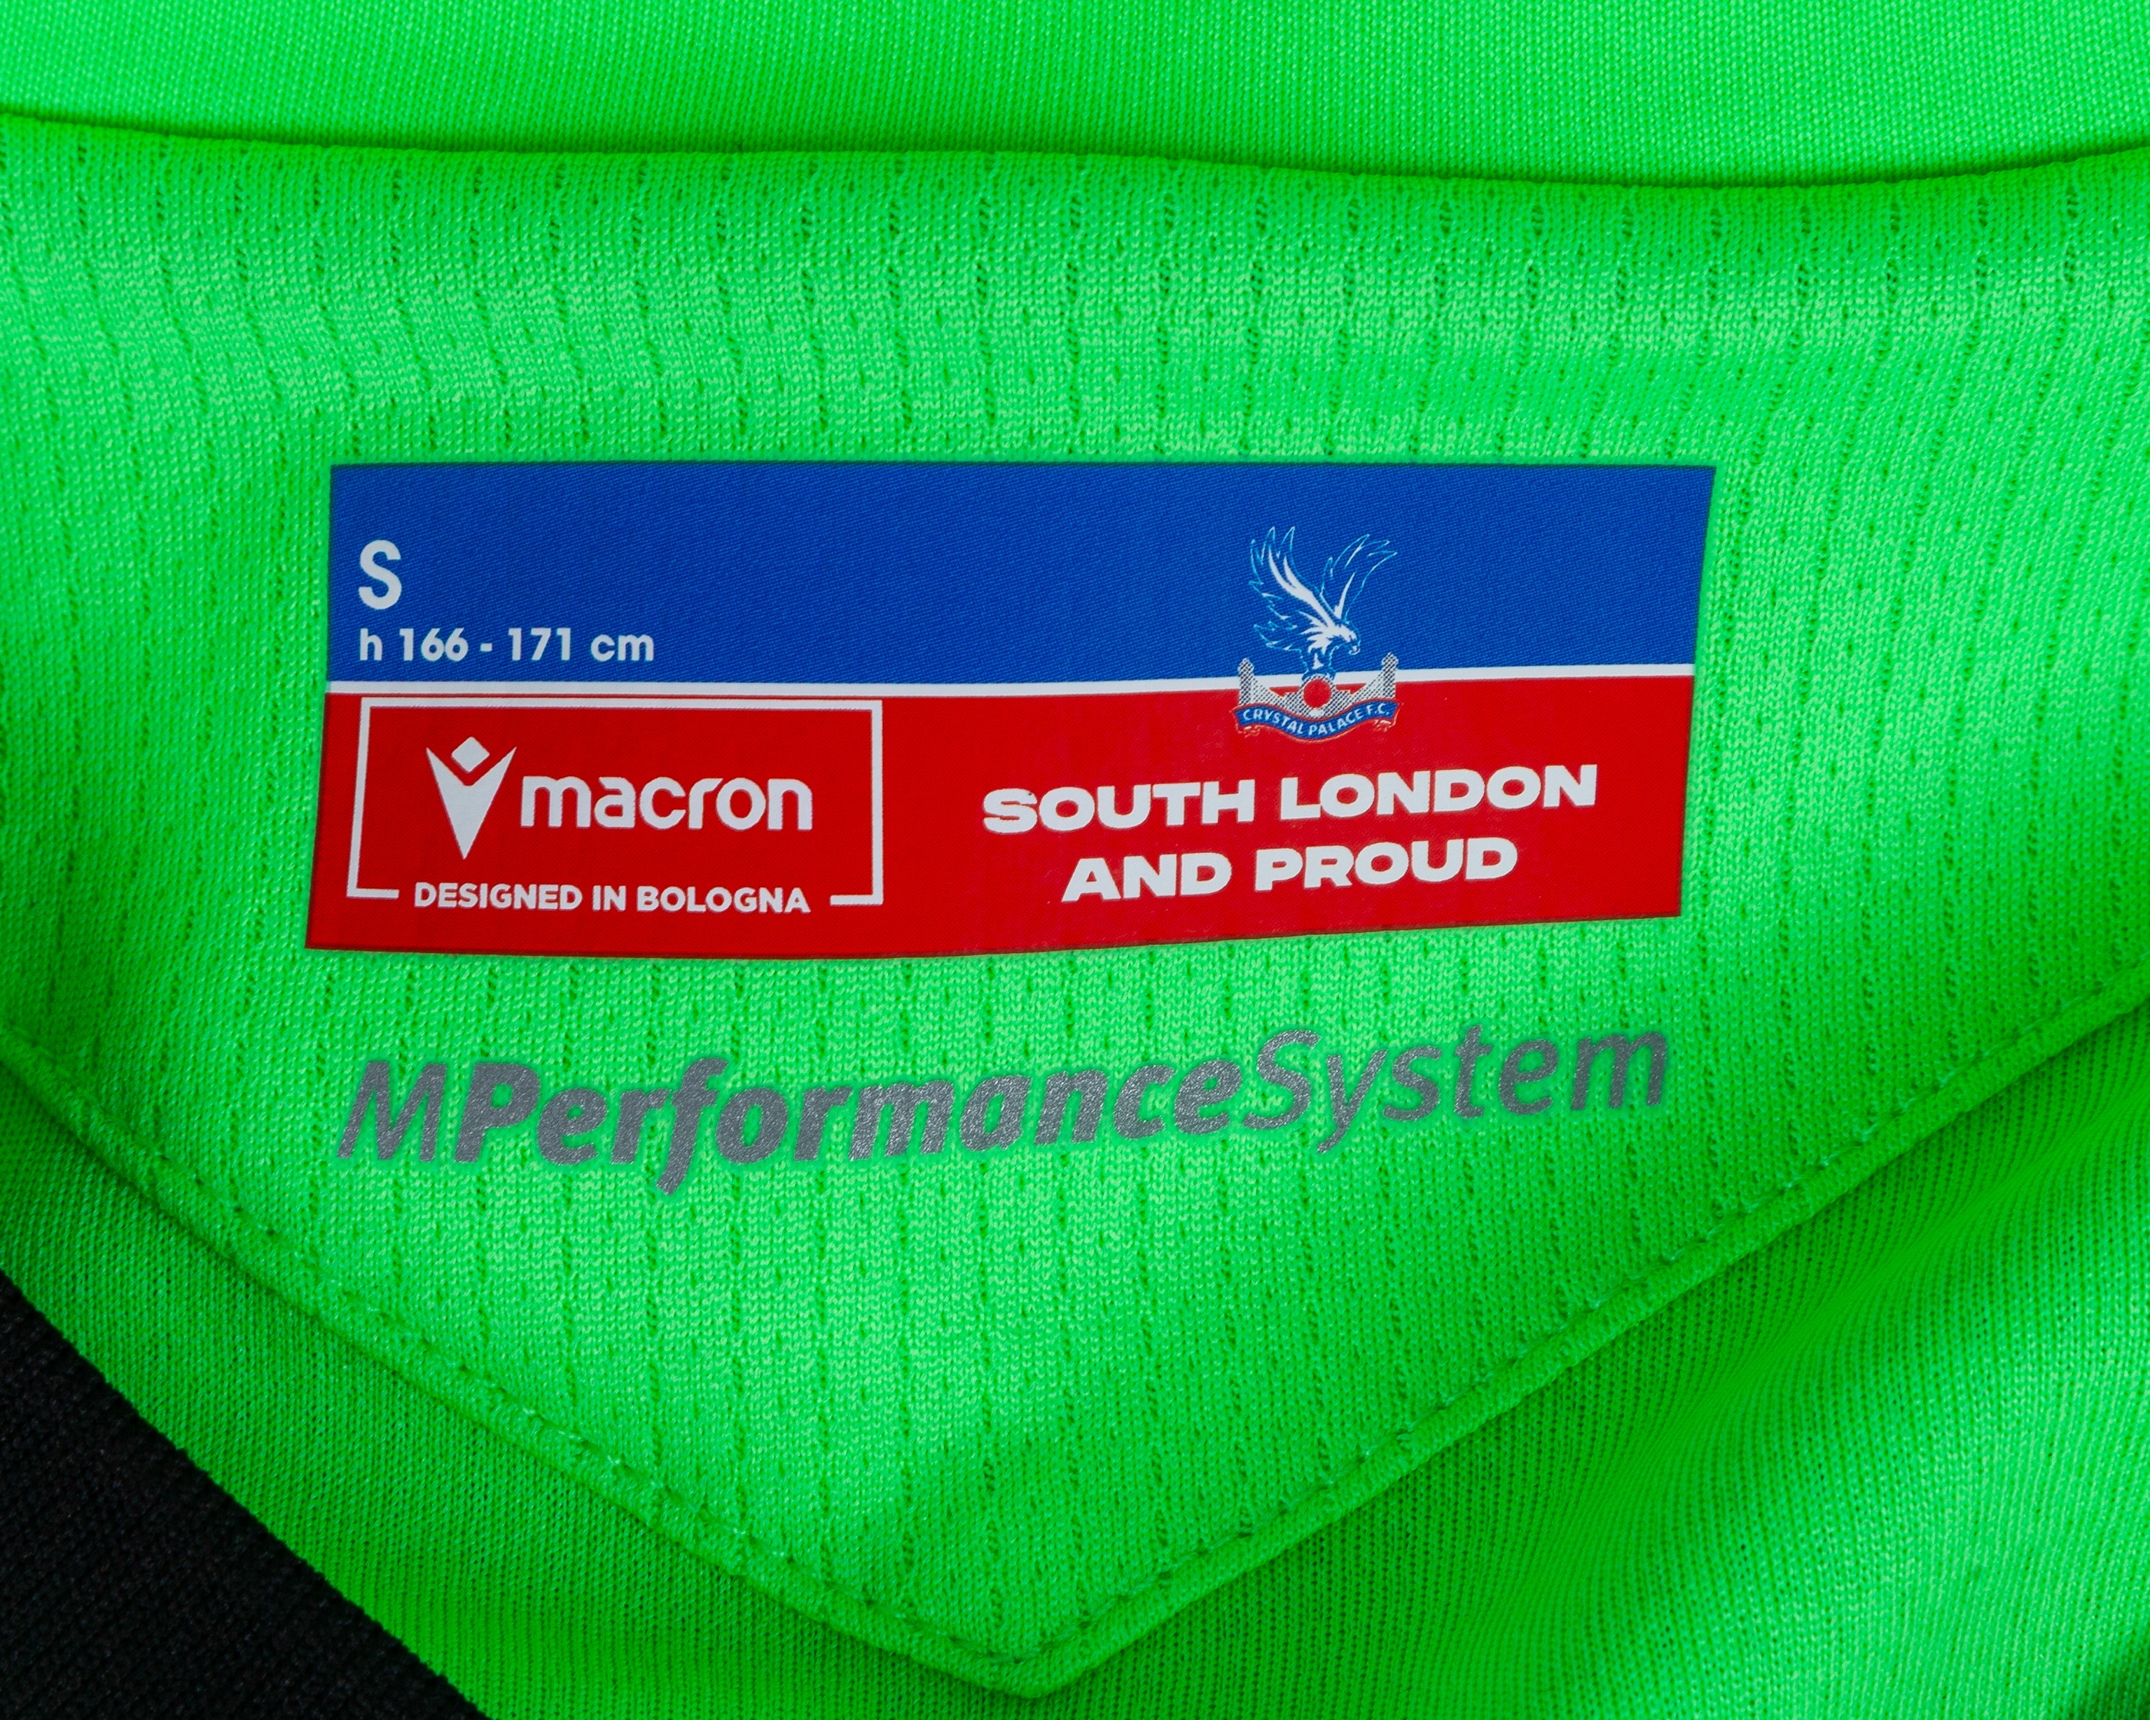 S
h 166 - 171 cm
CRYSTAL PALACE F.C.
macron
DESIGNED IN BOLOGNA
SOUTH LONDON
AND PROUD
MPerformanceSystem